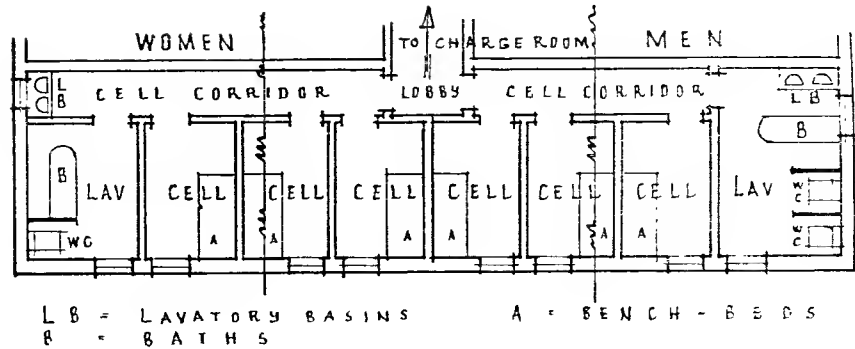 WOMEN TO CHARGE ROOM MEN
L B CELL CORRIDOR LOBBY CELL CORRIDOR L B
B
B LAV CELL CELL CELL CELL CELL CELL LAV WC
WC A A A A A A WC
L B = LAVATORY BASINS A = BENCH-BEDS
B = BATHS